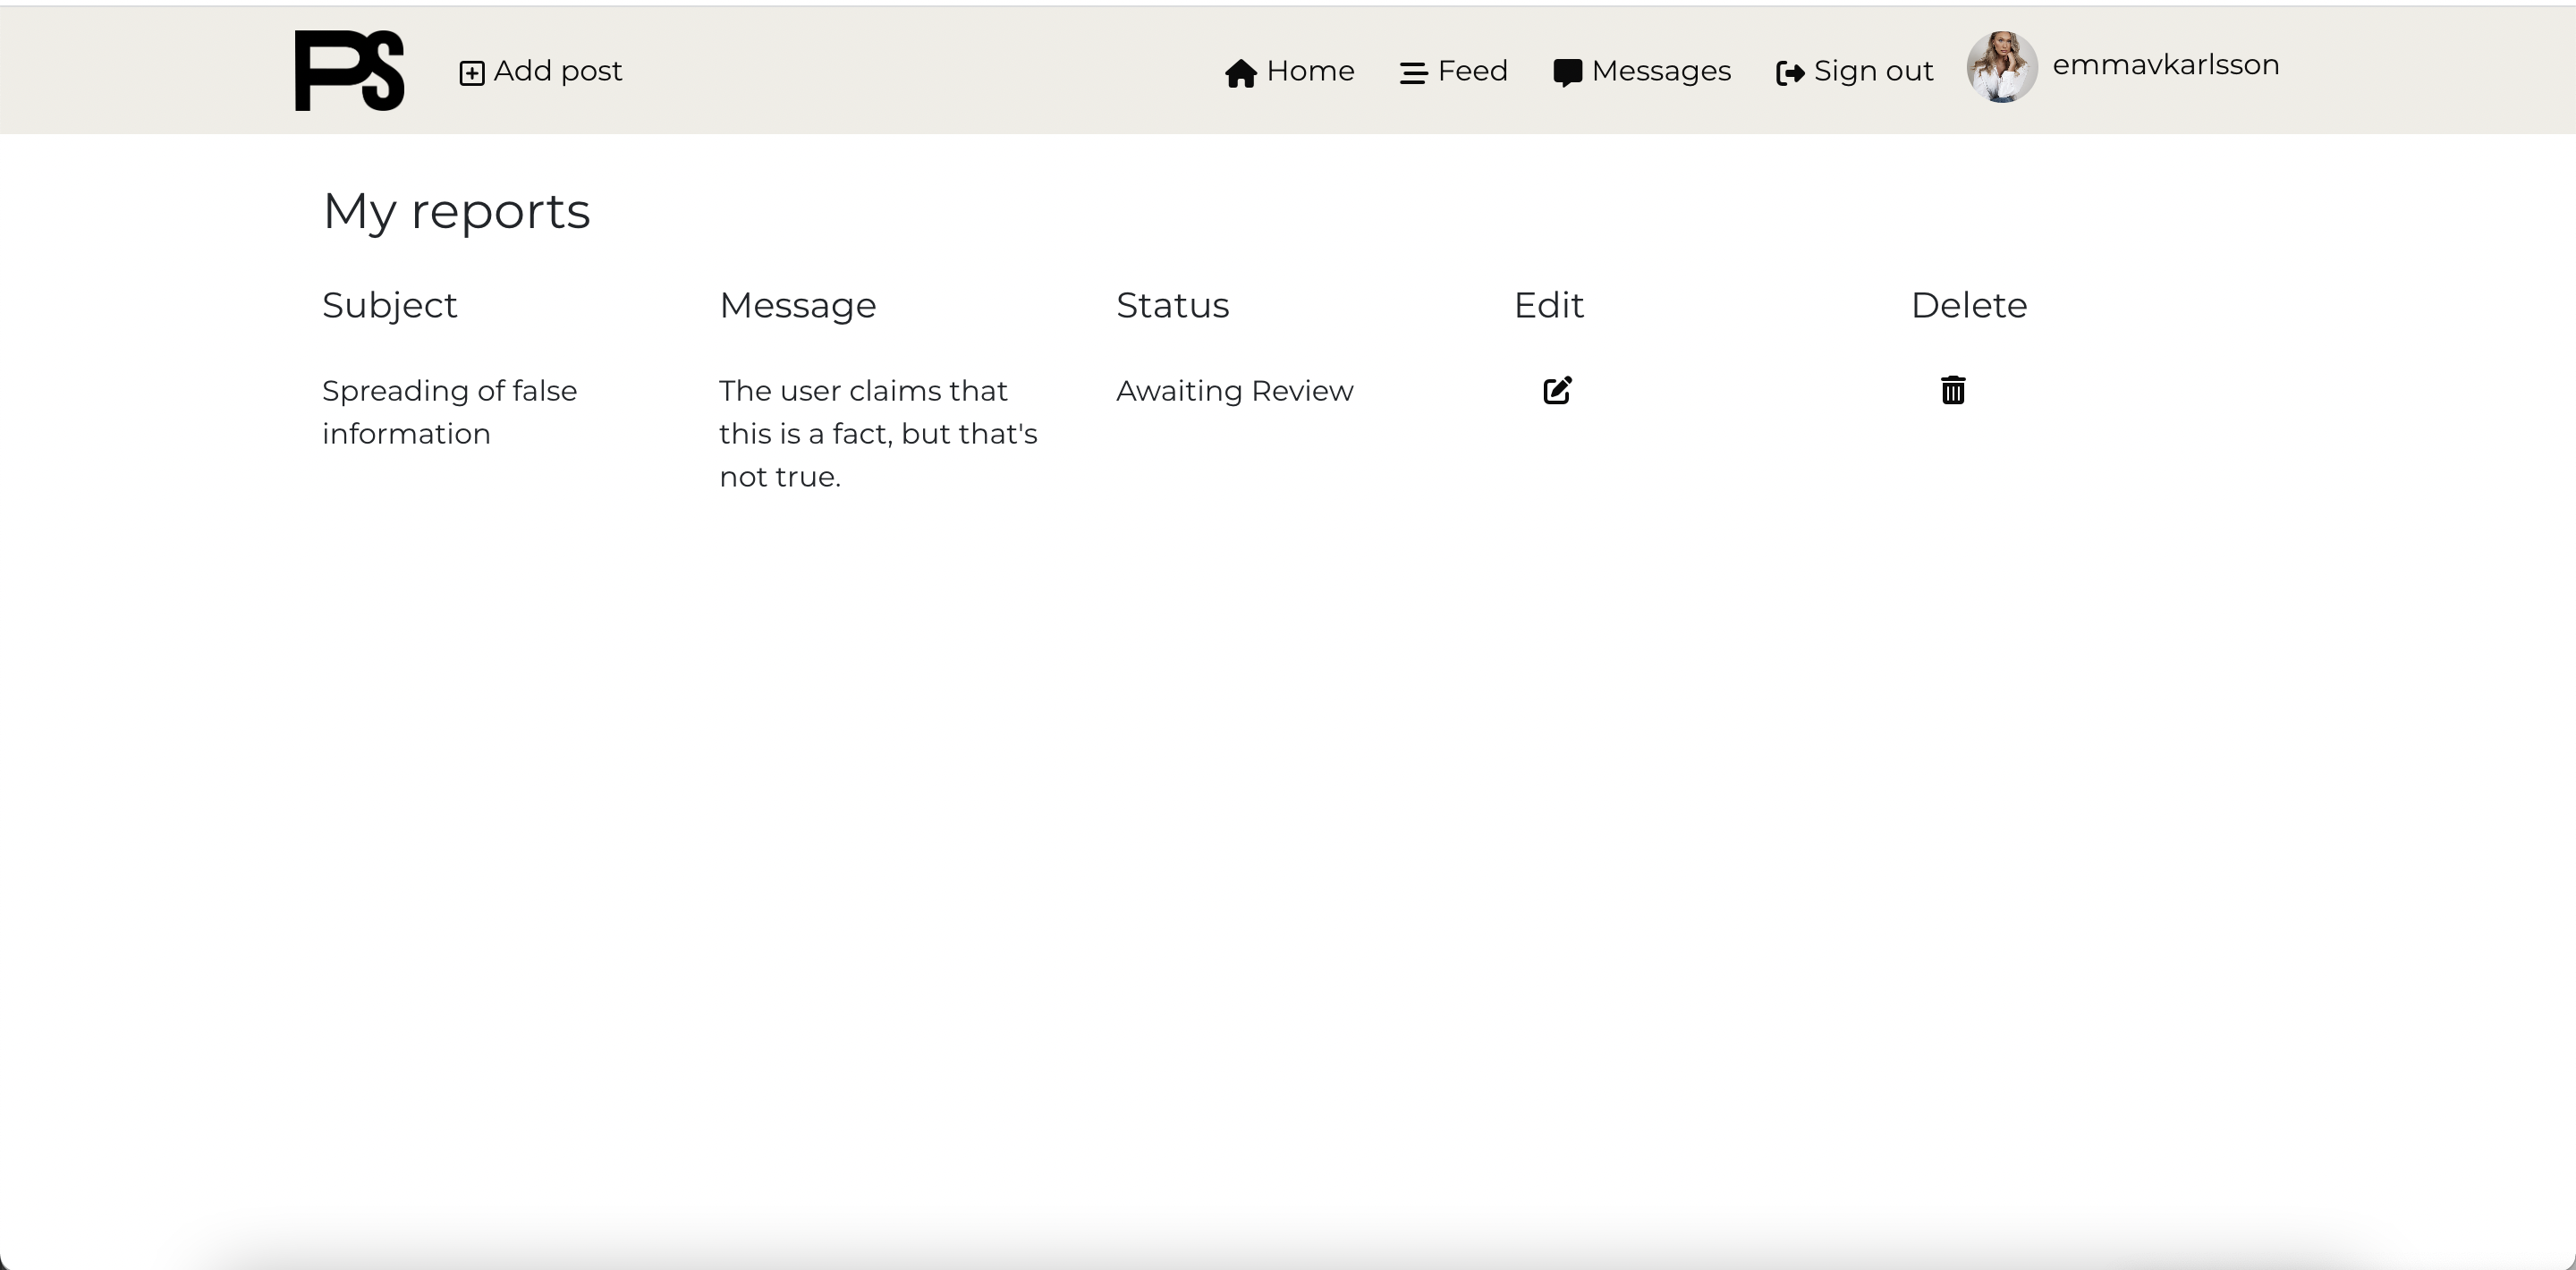 PS Add post Home Feed Messages Sign out emmavkarlsson
My reports
Subject Message Status Edit Delete
Spreading of false The user claims that Awaiting Review
information this is a fact, but that's
not true.